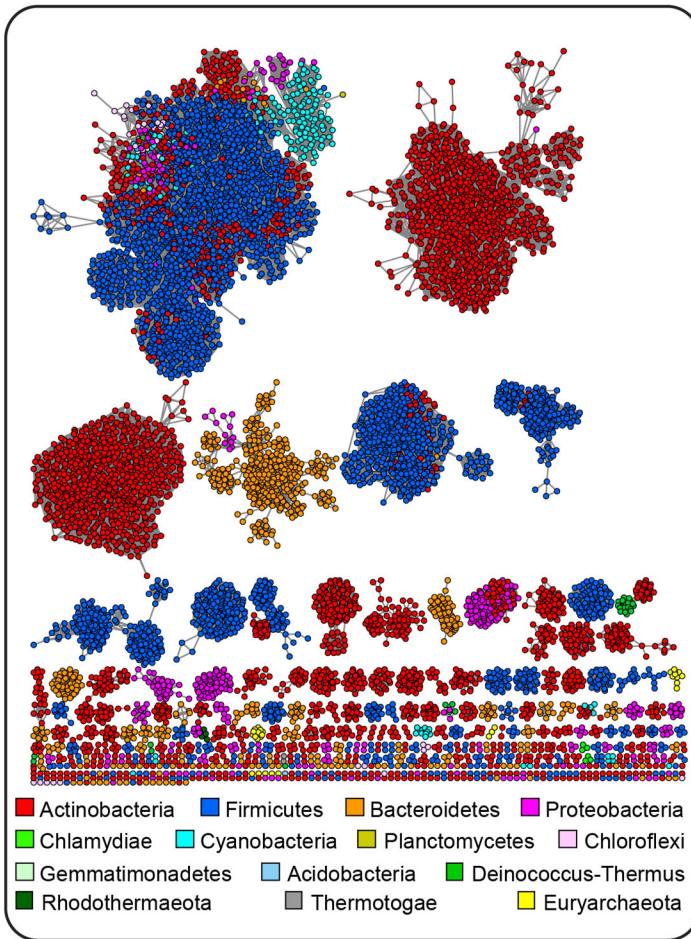 Actinobacteria Firmicutes Bacteroidetes Proteobacteria
Chlamydiae Cyanobacteria Planctomycetes Chloroflexi
Gemmatimonadetes Acidobacteria Deinococcus-Thermus
Rhodothermaeota Thermotogae Euryarchaeota